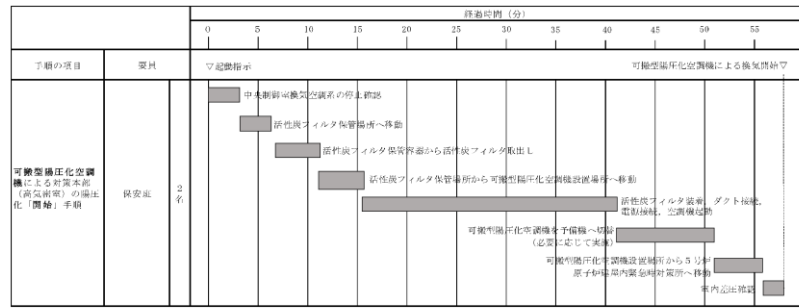 経過時間（分）
0 5 10 15 20 25 30 35 40 45 50 55
手順の項目 要員 ▽起動指示 可搬型陽圧化空調機による換気開始▽
中央制御室換気空調系の停止確認
活性炭フィルタ保管場所へ移動
活性炭フィルタ保管容器から活性炭フィルタ取出し
活性炭フィルタ保管場所から可搬型陽圧化空調機設置場所へ移動
可搬型陽圧化空調
機による対策本部
（高気密室）の陽圧
化「開始」手順
保安班
2
名
活性炭フィルタ装着，ダクト接続，
電源接続，空調機起動
可搬型陽圧化空調機を予備機へ切替
（必要に応じて実施）
可搬型陽圧化空調機設置場所から５号炉
原子炉建屋内緊急時対策所へ移動
室内差圧確認